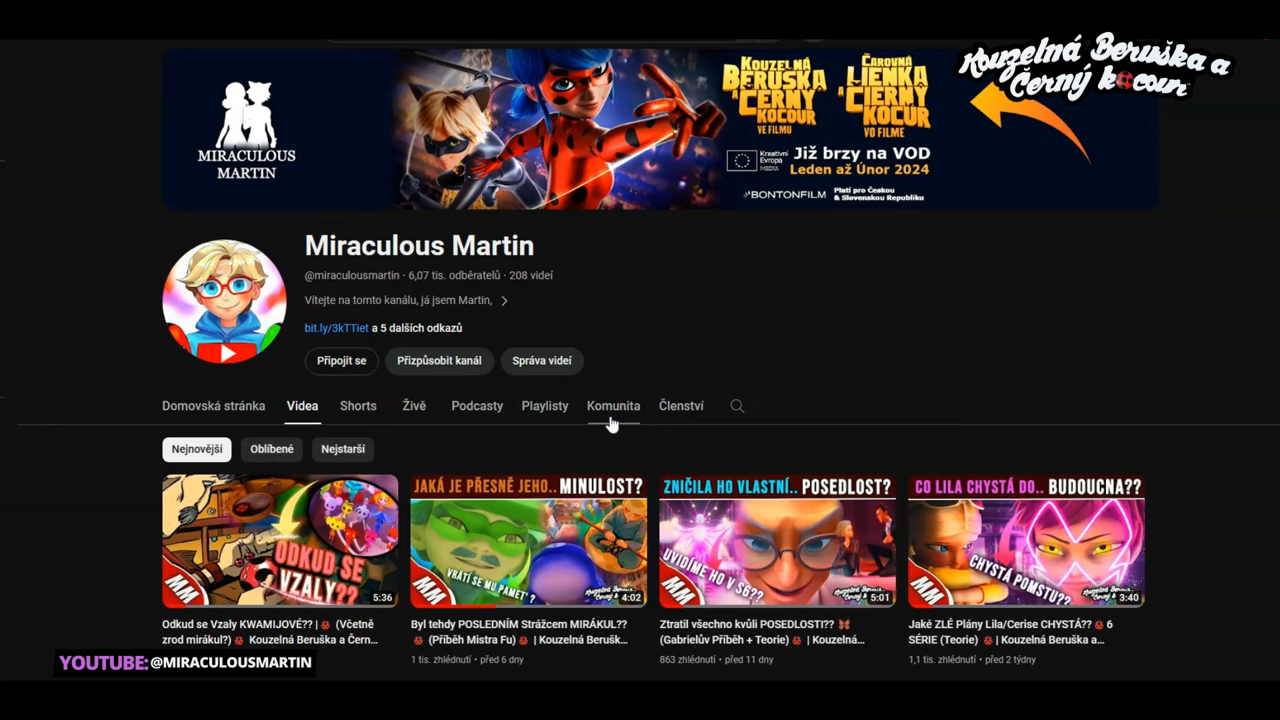 Kouzelná Beruška a
Černý kocour
MIRACULOUS
MARTIN
KOUZELNÁ
BERUŠKA
A ČERNÝ
KOCOUR
VE FILMU
ČAROVNÁ
LIENKA
A ČIERNY
KOCÚR
VO FILME
Kreativní
Evropa
MEDIA
Již brzy na VOD
Leden až Únor 2024
BONTONFILM
Platí pro Českou
& Slovenskou Republiku
Miraculous Martin
@miraculousmartin · 6,07 tis. odběratelů · 208 videí
Vítejte na tomto kanálu, já jsem Martin,
bit.ly/3kTTiet a 5 dalších odkazů
Připojit se Přizpůsobit kanál Správa videí
Domovská stránka Videa Shorts Živě Podcasty Playlisty Komunita Členství
Nejnovější Oblíbené Nejstarší
ODKUD SE
VZALY??
MM
5:36
JAKÁ JE PŘESNĚ JEHO.. MINULOST?
VRÁTÍ SE MU PAMĚŤ?
MM
4:02
ZNIČILA HO VLASTNÍ.. POSEDLOST?
UVIDÍME HO V S6??
MM
5:01
CO LILA CHYSTÁ DO.. BUDOUCNA??
CHYSTÁ POMSTU??
MM
3:40
Odkud se Vzaly KWAMIJOVÉ?? | 🐞 (Včetně
zrod mirákul?) 🐞 Kouzelná Beruška a Čern...
Byl tehdy POSLEDNÍM Strážcem MIRÁKUL??
🐞 (Příběh Mistra Fu) 🐞 | Kouzelná Berušk...
1 tis. zhlédnutí · před 6 dny
Ztratil všechno kvůli POSEDLOSTI?? 🦋
(Gabrielův Příběh + Teorie) 🐞 | Kouzelná...
863 zhlédnutí · před 11 dny
Jaké ZLÉ Plány Lila/Cerise CHYSTÁ?? 🐞 6
SÉRIE (Teorie) 🐞 | Kouzelná Beruška a...
1,1 tis. zhlédnutí · před 2 týdny
YOUTUBE: @MIRACULOUSMARTIN